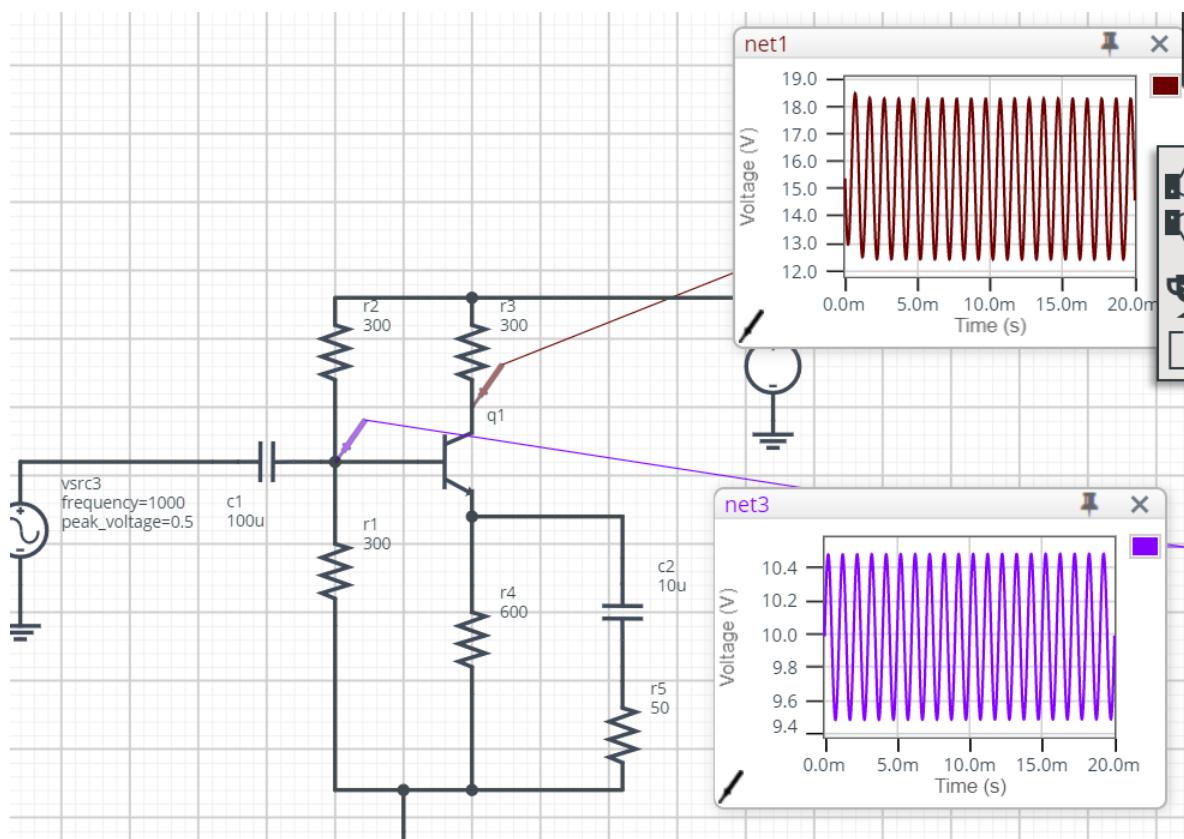 net1
19.0
18.0
17.0
16.0
15.0
14.0
13.0
12.0
Voltage (V)
0.0m 5.0m 10.0m 15.0m 20.0m
Time (s)
r2
300
r3
300
q1
vsrc3
frequency=1000
peak_voltage=0.5
c1
100u
r1
300
r4
600
c2
10u
r5
50
net3
10.4
10.2
10.0
9.8
9.6
9.4
Voltage (V)
0.0m 5.0m 10.0m 15.0m 20.0m
Time (s)